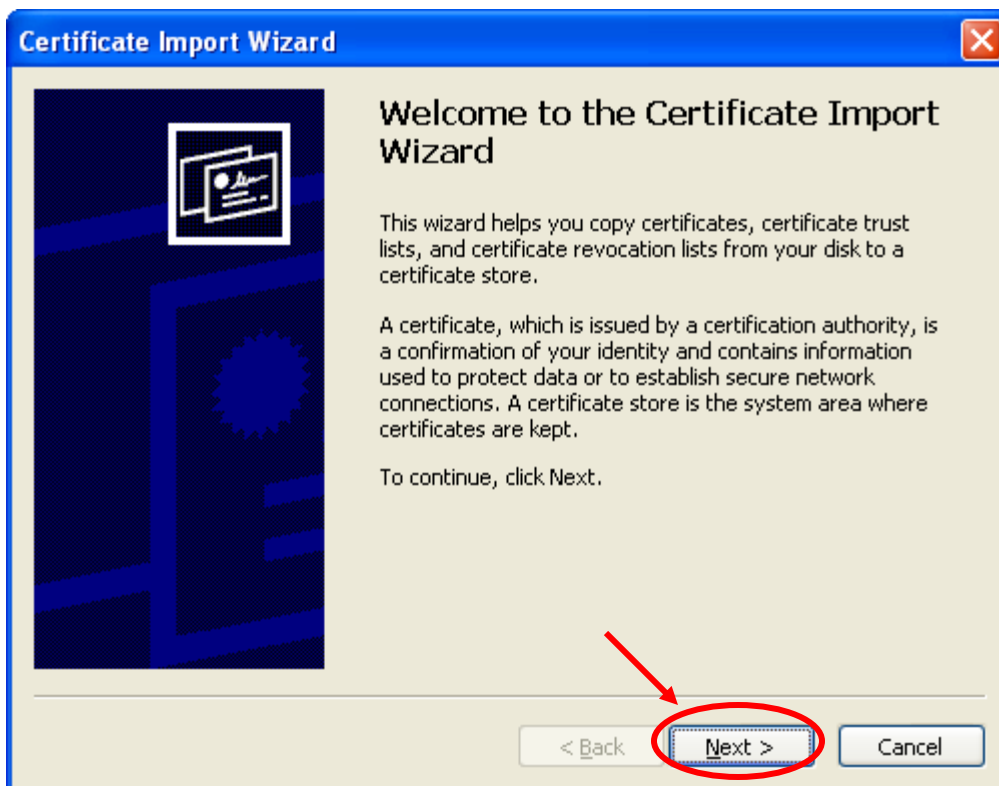 Certificate Import Wizard
Welcome to the Certificate Import
Wizard
This wizard helps you copy certificates, certificate trust
lists, and certificate revocation lists from your disk to a
certificate store.
A certificate, which is issued by a certification authority, is
a confirmation of your identity and contains information
used to protect data or to establish secure network
connections. A certificate store is the system area where
certificates are kept.
To continue, click Next.
< Back Next > Cancel